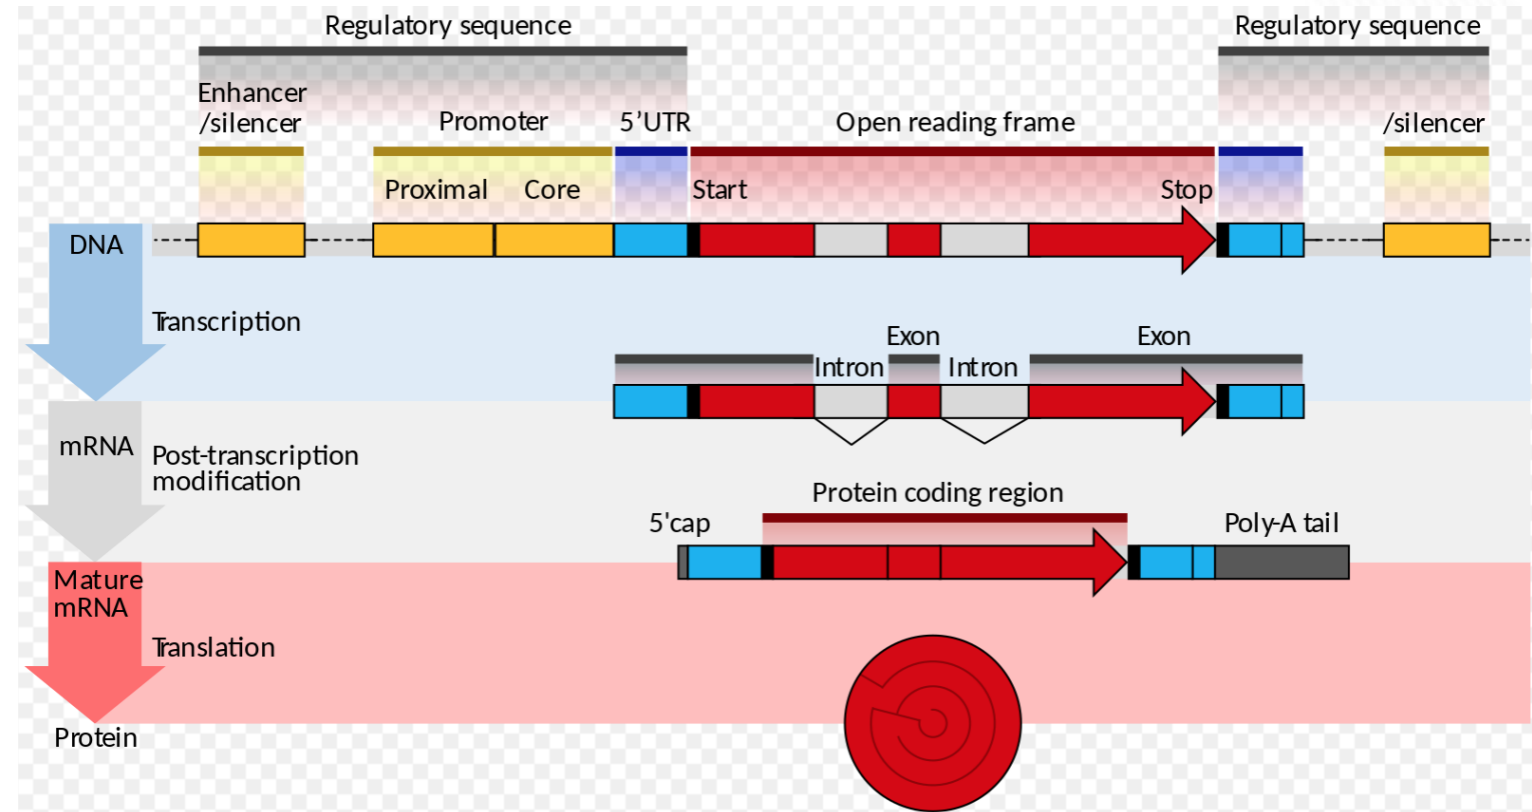 Regulatory sequence
Regulatory sequence
Enhancer
/silencer
Promoter
5’UTR
Open reading frame
/silencer
Proximal
Core
Start
Stop
DNA
Transcription
Exon
Exon
Intron
Intron
mRNA
Post-transcription
modification
Protein coding region
5'cap
Poly-A tail
Mature
mRNA
Translation
Protein